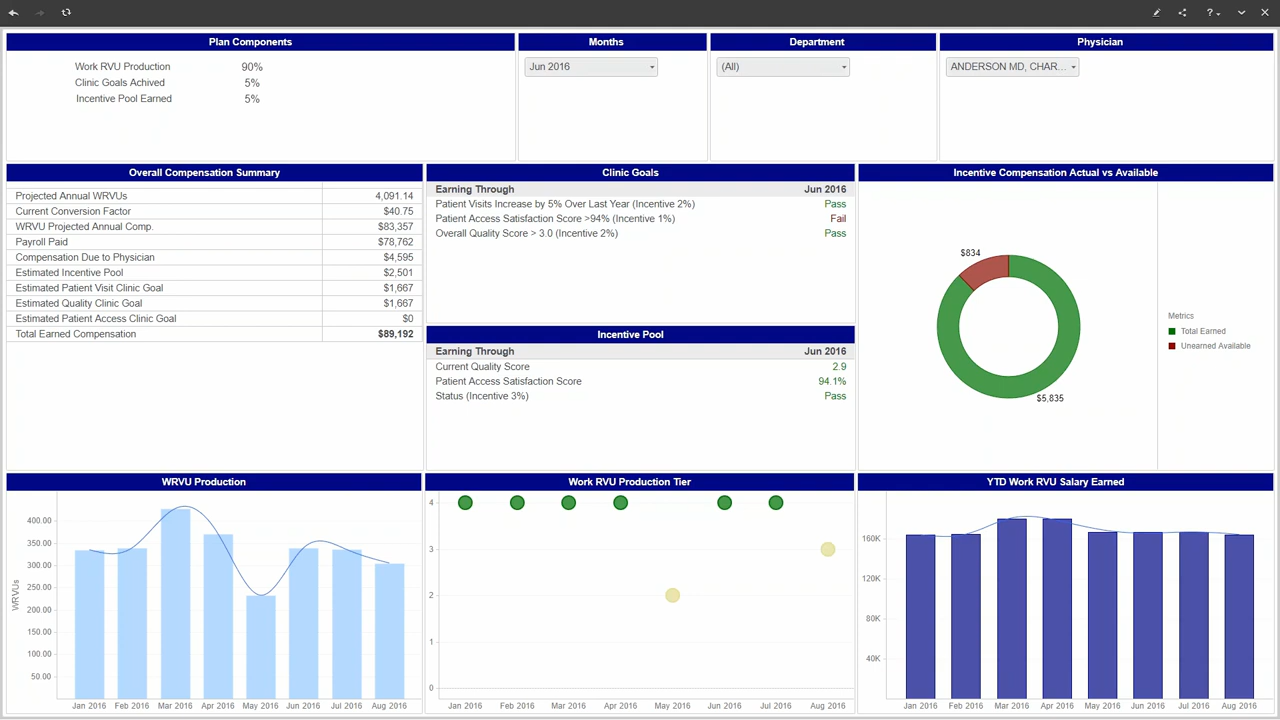 ?
Plan Components
Work RVU Production 90%
Clinic Goals Achived 5%
Incentive Pool Earned 5%
Months
Jun 2016
Department
(All)
Physician
ANDERSON MD, CHAR...
Overall Compensation Summary
Projected Annual WRVUs 4,091.14
Current Conversion Factor $40.75
WRVU Projected Annual Comp. $83,357
Payroll Paid $78,762
Compensation Due to Physician $4,595
Estimated Incentive Pool $2,501
Estimated Patient Visit Clinic Goal $1,667
Estimated Quality Clinic Goal $1,667
Estimated Patient Access Clinic Goal $0
Total Earned Compensation $89,192
Clinic Goals
Earning Through Jun 2016
Patient Visits Increase by 5% Over Last Year (Incentive 2%) Pass
Patient Access Satisfaction Score >94% (Incentive 1%) Fail
Overall Quality Score > 3.0 (Incentive 2%) Pass
Incentive Pool
Earning Through Jun 2016
Current Quality Score 2.9
Patient Access Satisfaction Score 94.1%
Status (Incentive 3%) Pass
Incentive Compensation Actual vs Available
$834
$5,835
Metrics
Total Earned
Unearned Available
WRVU Production
WRVUs
400.00
350.00
300.00
250.00
200.00
150.00
100.00
50.00
Jan 2016 Feb 2016 Mar 2016 Apr 2016 May 2016 Jun 2016 Jul 2016 Aug 2016
Work RVU Production Tier
4
3
2
1
0
Jan 2016 Feb 2016 Mar 2016 Apr 2016 May 2016 Jun 2016 Jul 2016 Aug 2016
YTD Work RVU Salary Earned
160K
120K
80K
40K
Jan 2016 Feb 2016 Mar 2016 Apr 2016 May 2016 Jun 2016 Jul 2016 Aug 2016